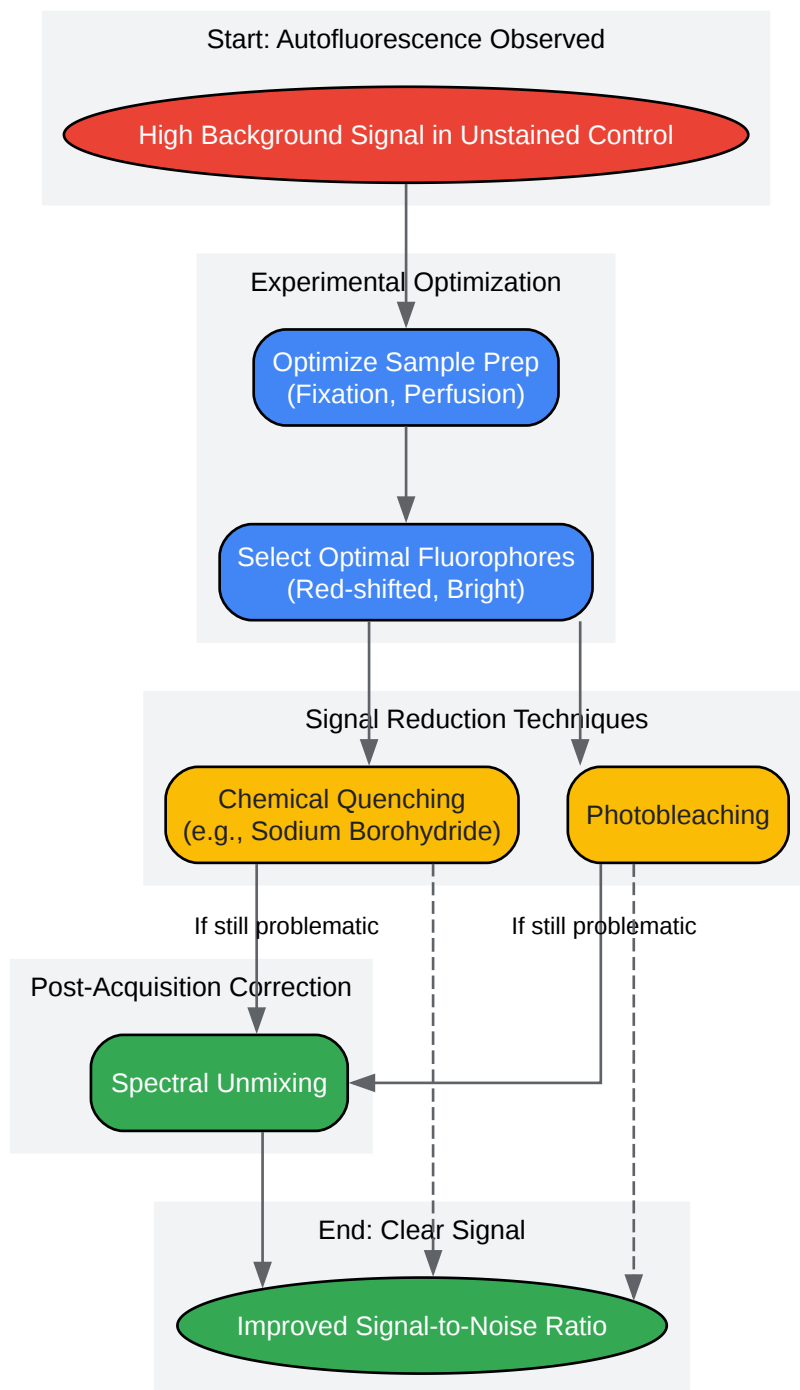 Start: Autofluorescence Observed
High Background Signal in Unstained Control
Experimental Optimization
Optimize Sample Prep
(Fixation, Perfusion)
Select Optimal Fluorophores
(Red-shifted, Bright)
Signal Reduction Techniques
Chemical Quenching
(e.g., Sodium Borohydride)
Photobleaching
If still problematic
If still problematic
Post-Acquisition Correction
Spectral Unmixing
End: Clear Signal
Improved Signal-to-Noise Ratio